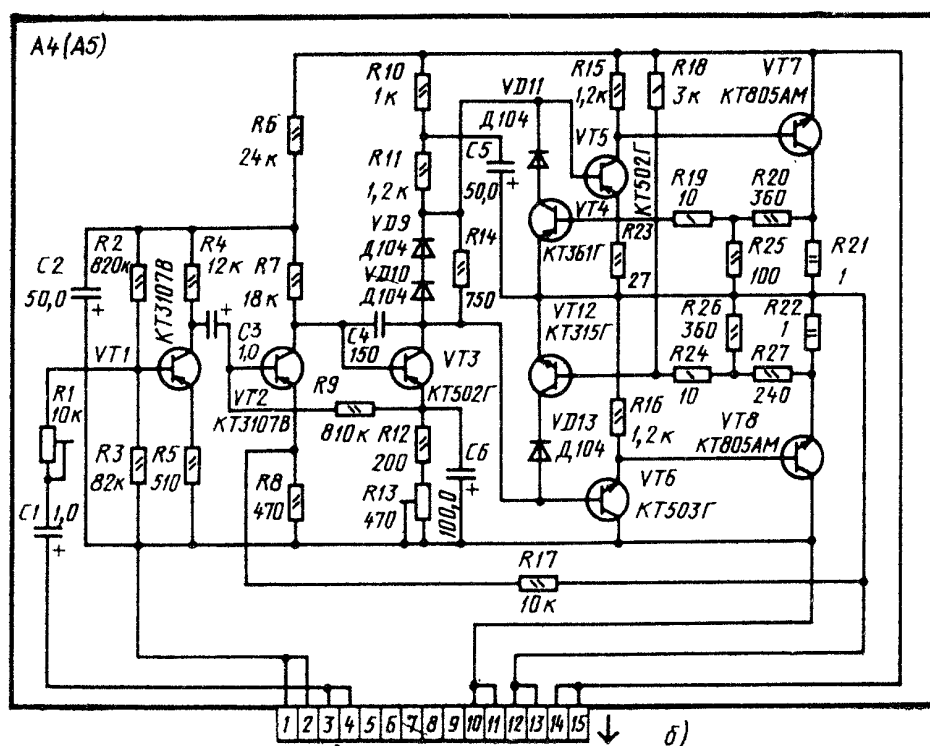 А4(А5)
R10
1к
VD11
Д104
R15
1,2к
R18
3к
VT7
КТ805АМ
R6
24к
R11
1,2к
C5
50,0
+
VT5
КТ502Г
VT4
КТ361Г
R19
10
R20
360
VD9
Д104
VD10
Д104
R14
750
R23
27
R25
100
R21
1
C2
50,0
+
R2
820к
КТ3107В
R4
12к
R7
18к
+
C3
1,0
C4
150
VT12
КТ315Г
R26
360
R22
1
VT1
VT2
КТ3107В
R9
810к
VT3
КТ502Г
R24
10
R27
240
R1
10к
R3
82к
R5
510
R8
470
R12
200
R13
470
C6
100,0
+
VD13
Д104
R16
1,2к
VT8
КТ805АМ
VT6
КТ503Г
C1
1,0
+
R17
10к
1 2 3 4 5 6 7 8 9 10 11 12 13 14 15
б)